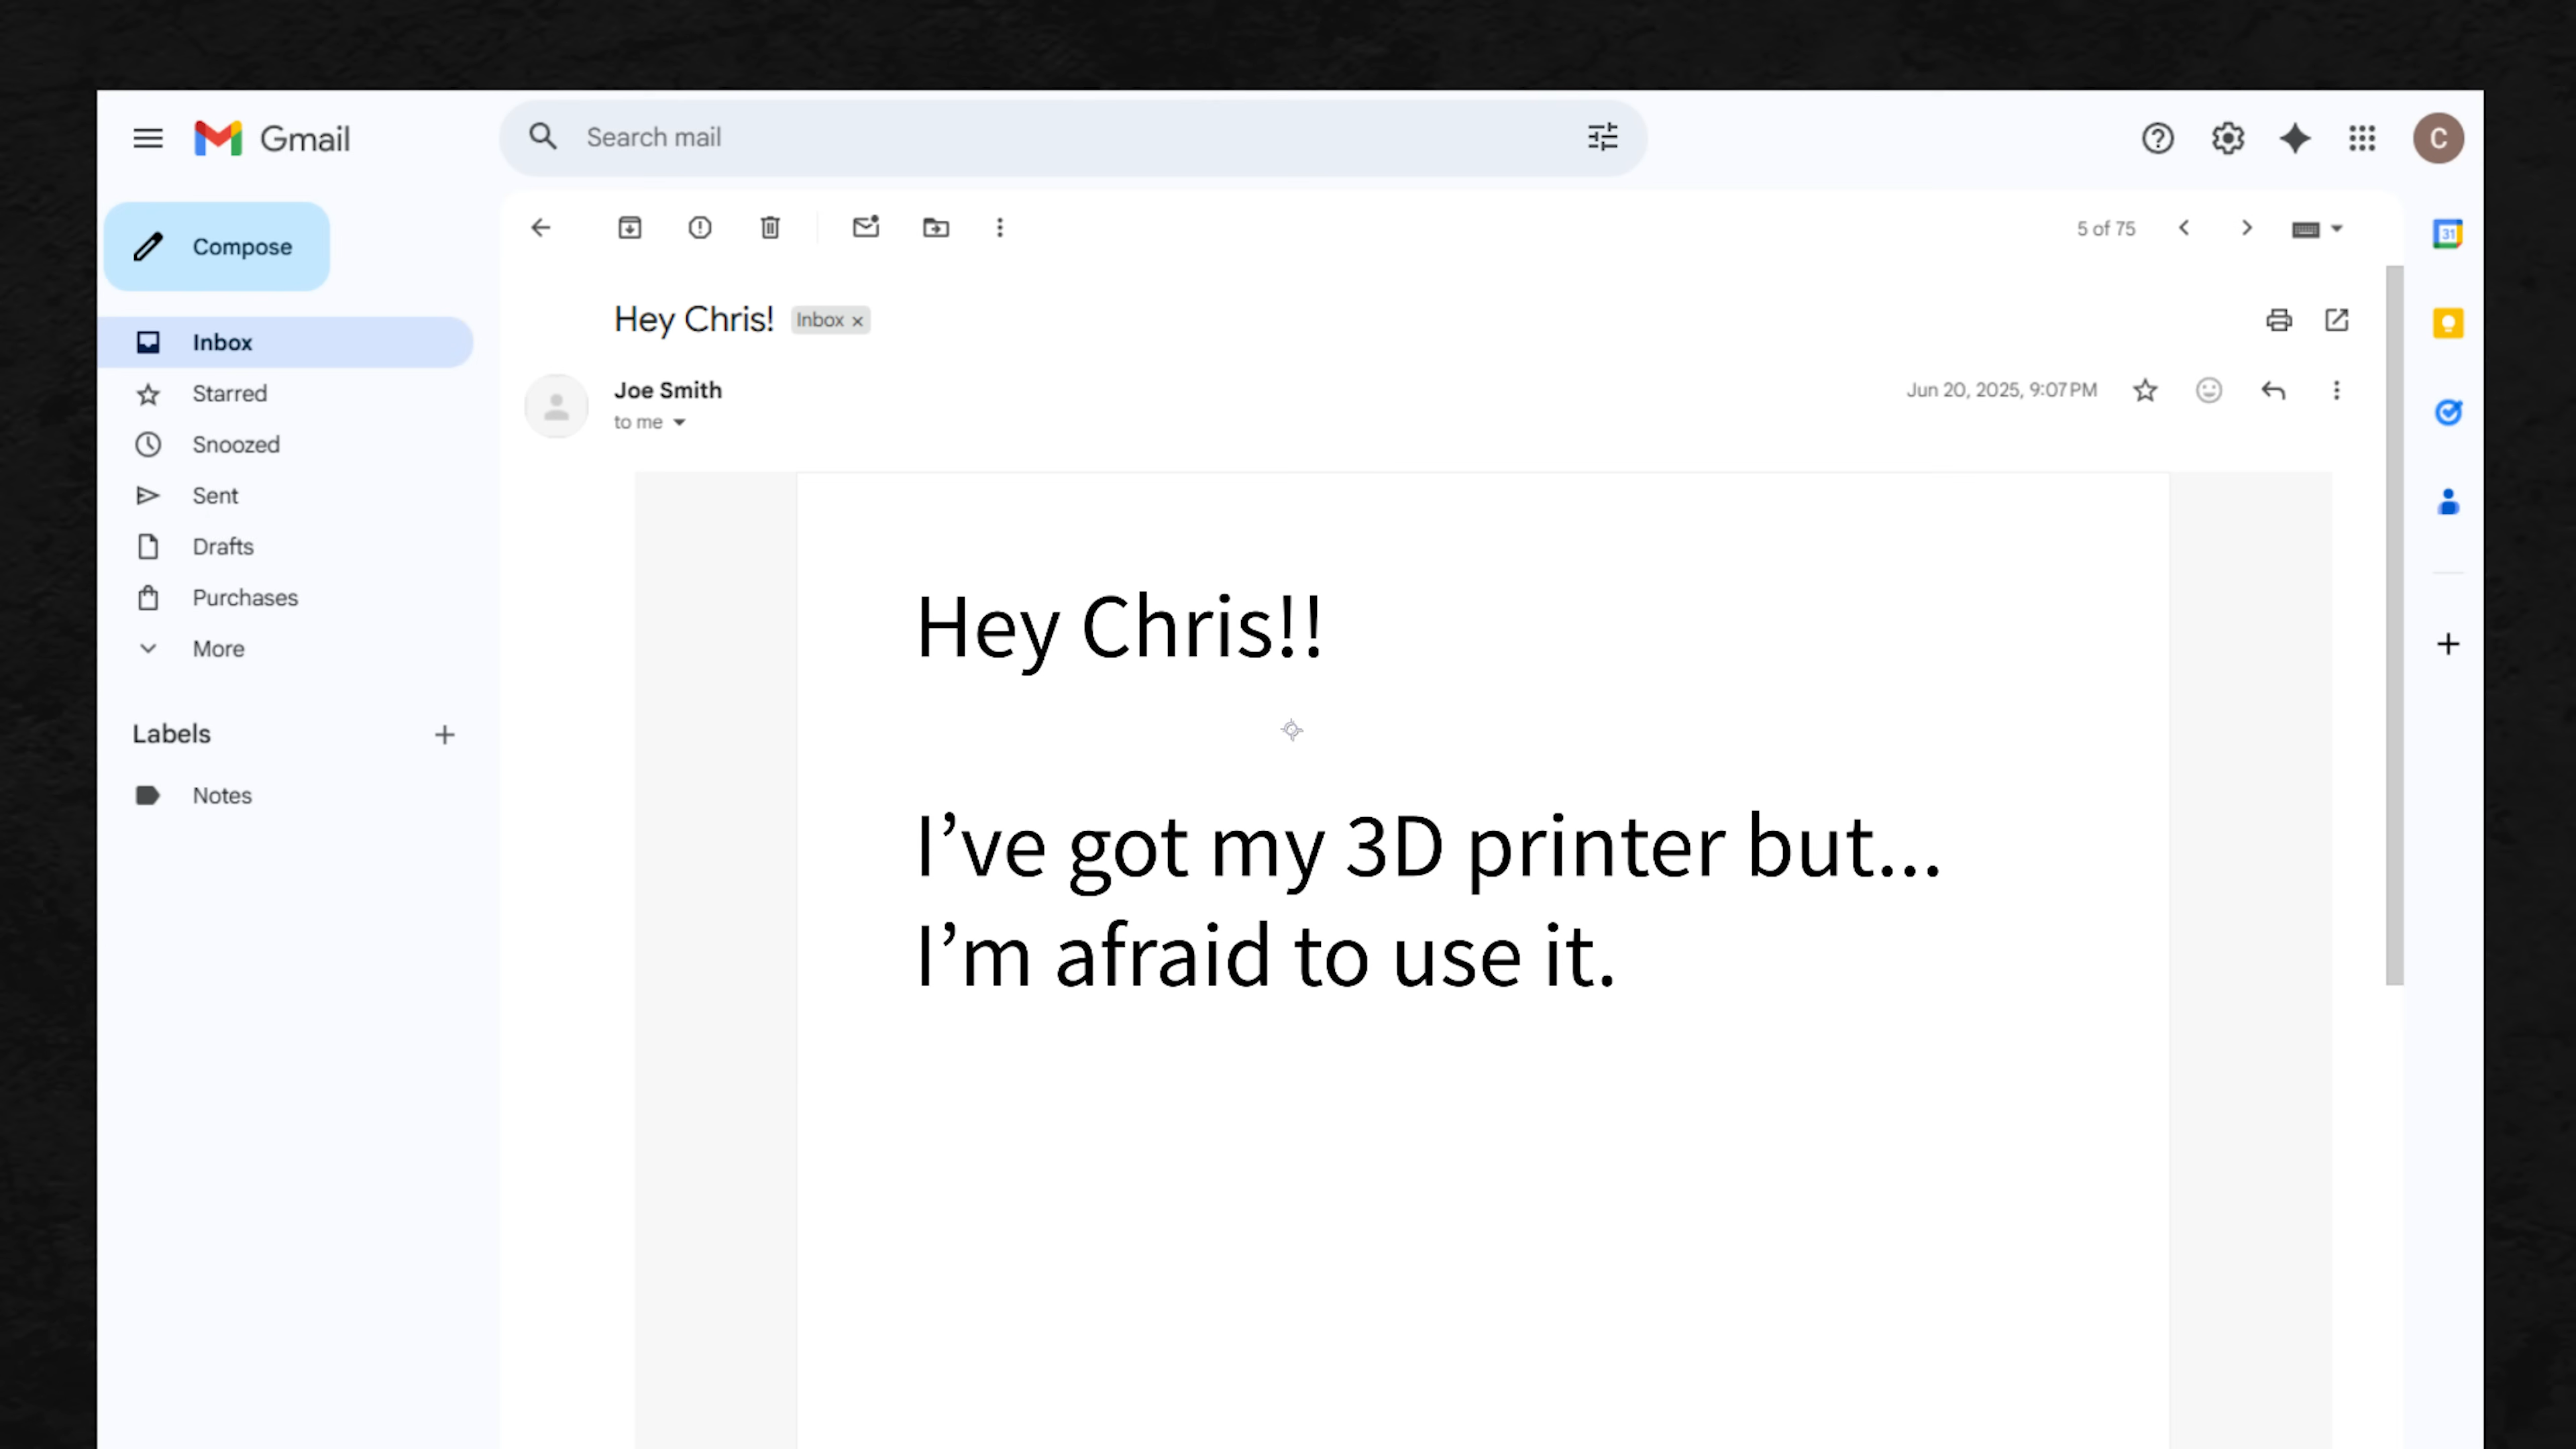 Gmail
Search mail
C
Compose
5 of 75
31
Hey Chris!
Inbox ×
Inbox
Joe Smith
Jun 20, 2025, 9:07 PM
to me
Starred
Snoozed
Sent
Drafts
Purchases
More
Labels
Notes
Hey Chris!!
I’ve got my 3D printer but...
I’m afraid to use it.